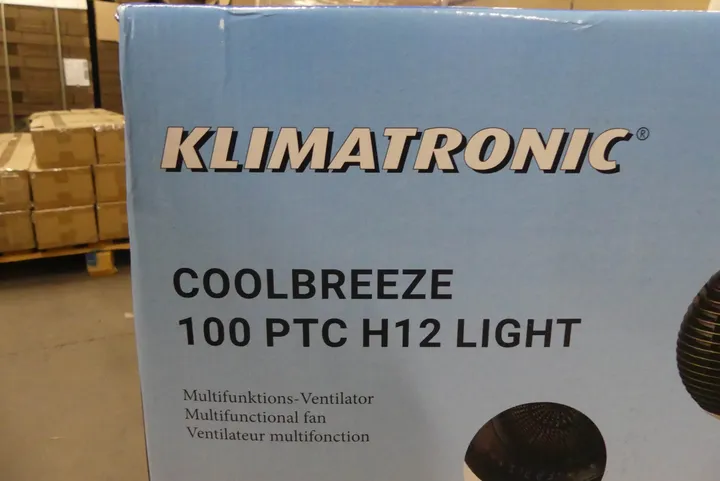 KLIMATRONIC®
COOLBREEZE
100 PTC H12 LIGHT
Multifunktions-Ventilator
Multifunctional fan
Ventilateur multifonction